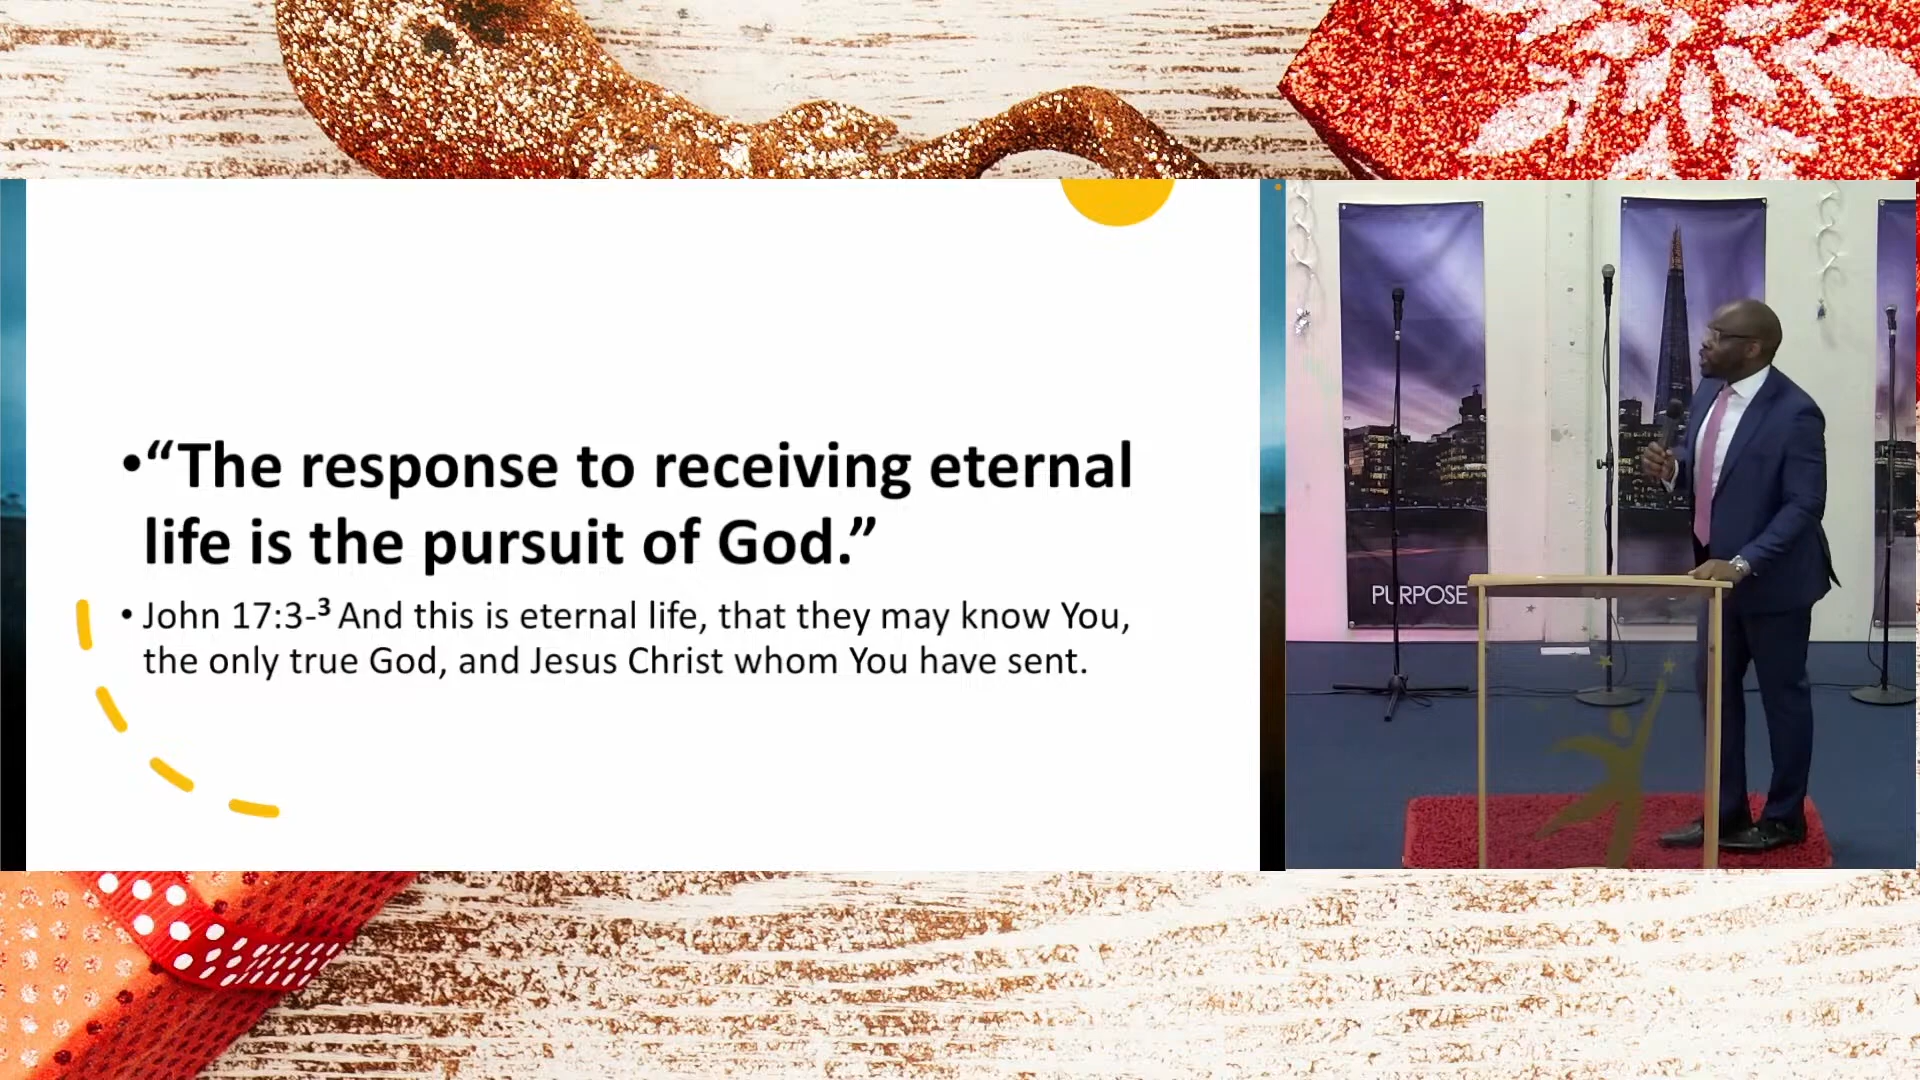 •“The response to receiving eternal
life is the pursuit of God.”
• John 17:3-³ And this is eternal life, that they may know You,
the only true God, and Jesus Christ whom You have sent.
PURPOSE